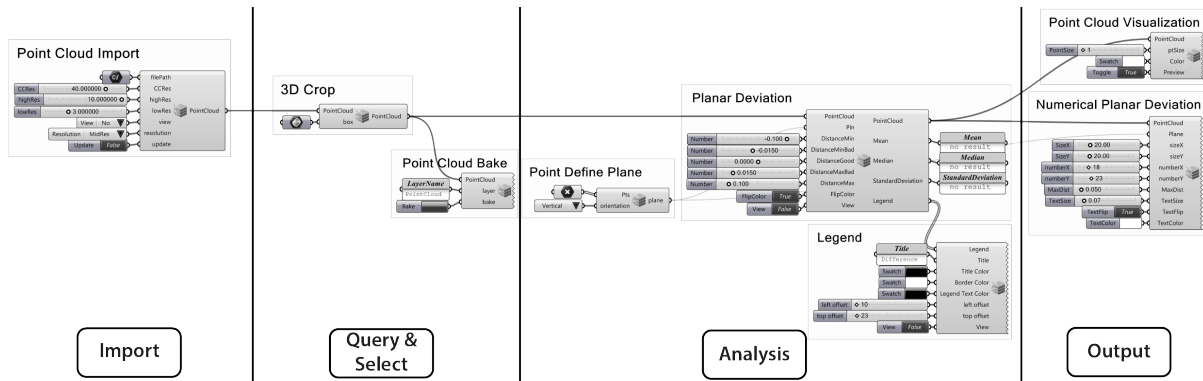 Point Cloud Import
filePath
CCRes 40.000000 CCRes
highRes 10.000000 highRes
lowRes 3.000000 lowRes PointCloud
View No view
Resolution MidRes resolution
Update False update
3D Crop
PointCloud
box
PointCloud
Point Cloud Bake
LayerName
PointCloud
Bake
PointCloud
layer
bake
Point Define Plane
Vertical
Pts
orientation
plane
Planar Deviation
PointCloud
Pln
Number -0.100 DistanceMin
Number -0.0150 DistanceMinBad
Number 0.0000 DistanceGood
Number 0.0150 DistanceMaxBad
Number 0.100 DistanceMax
FlipColor True FlipColor
View False View
PointCloud
Mean
Median
StandardDeviation
Legend
Mean
no result
Median
no result
StandardDeviation
no result
Legend
Title
Difference
Legend
Title
Swatch Title Color
Swatch Border Color
Swatch Legend Text Color
left offset 10 left offset
top offset 23 top offset
View False View
Point Cloud Visualization
PointCloud
PointSize 1 ptSize
Swatch Color
Toggle True Preview
Numerical Planar Deviation
PointCloud
Plane
SizeX 20.00 sizeX
SizeY 20.00 sizeY
numberX 18 numberX
numberY 23 numberY
MaxDist 0.050 MaxDist
TextSize 0.07 TextSize
TextFlip True TextFlip
TextColor TextColor
Import
Query &
Select
Analysis
Output